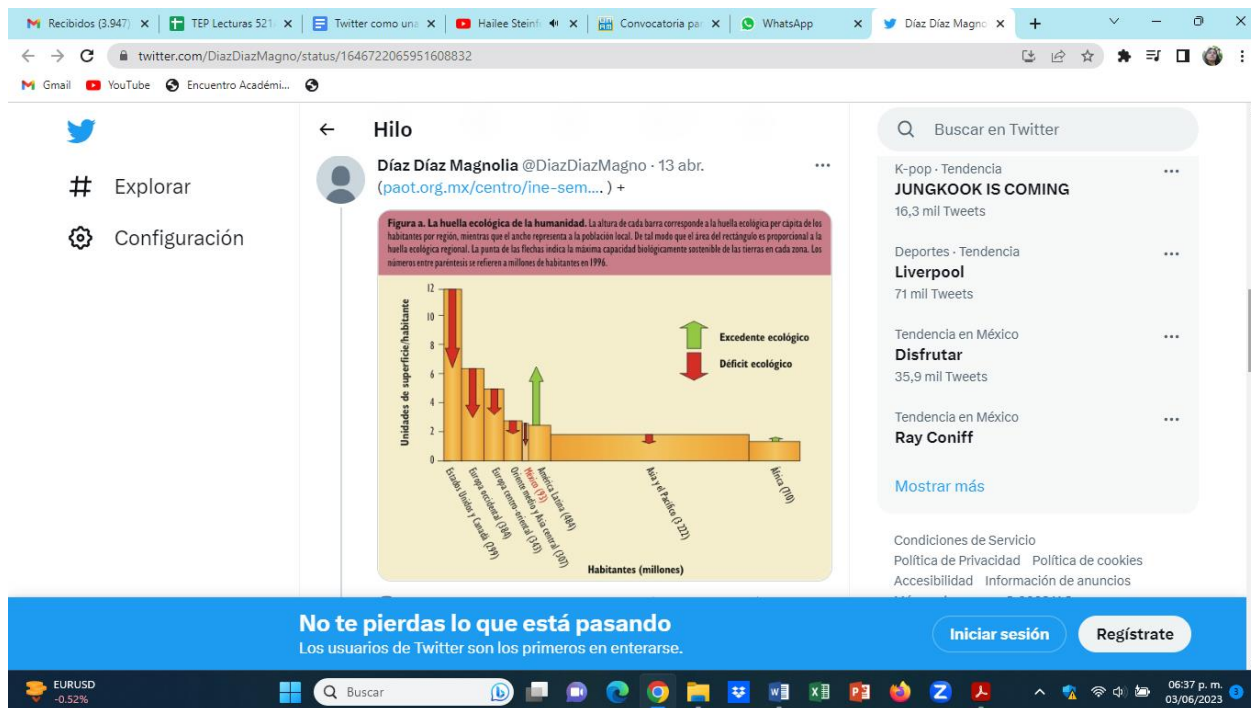 Recibidos (3.947)
TEP Lecturas 521
Twitter como una
Hailee Steinf
Convocatoria par
WhatsApp
Díaz Díaz Magno
twitter.com/DiazDiazMagno/status/1646722065951608832
Gmail
YouTube
Encuentro Académi...
Explorar
Configuración
Hilo
Díaz Díaz Magnolia @DiazDiazMagno · 13 abr.
(paot.org.mx/centro/ine-sem.... ) +
Figura a. La huella ecológica de la humanidad. La altura de cada barra corresponde a la huella ecológica per cápita de los
habitantes por región, mientras que el ancho representa a la población local. De tal modo que el área del rectángulo es proporcional a la
huella ecológica regional. La punta de las flechas indica la máxima capacidad biológicamente sostenible de las tierras en cada zona. Los
números entre paréntesis se refieren a millones de habitantes en 1996.
Unidades de superficie/habitante
12
10
8
6
4
2
0
Excedente ecológico
Déficit ecológico
Estados Unidos y Canadá (299)
Europa occidental (384)
Europa centro-oriental (343)
Oriente medio y Asia central (307)
México (93)
América Latina (484)
Asia y el Pacífico (3 222)
África (710)
Habitantes (millones)
Buscar en Twitter
K-pop · Tendencia
JUNGKOOK IS COMING
16,3 mil Tweets
Deportes · Tendencia
Liverpool
71 mil Tweets
Tendencia en México
Disfrutar
35,9 mil Tweets
Tendencia en México
Ray Coniff
Mostrar más
Condiciones de Servicio
Política de Privacidad Política de cookies
Accesibilidad Información de anuncios
No te pierdas lo que está pasando
Los usuarios de Twitter son los primeros en enterarse.
Iniciar sesión
Regístrate
EURUSD
-0.52%
Buscar
06:37 p. m.
03/06/2023
3